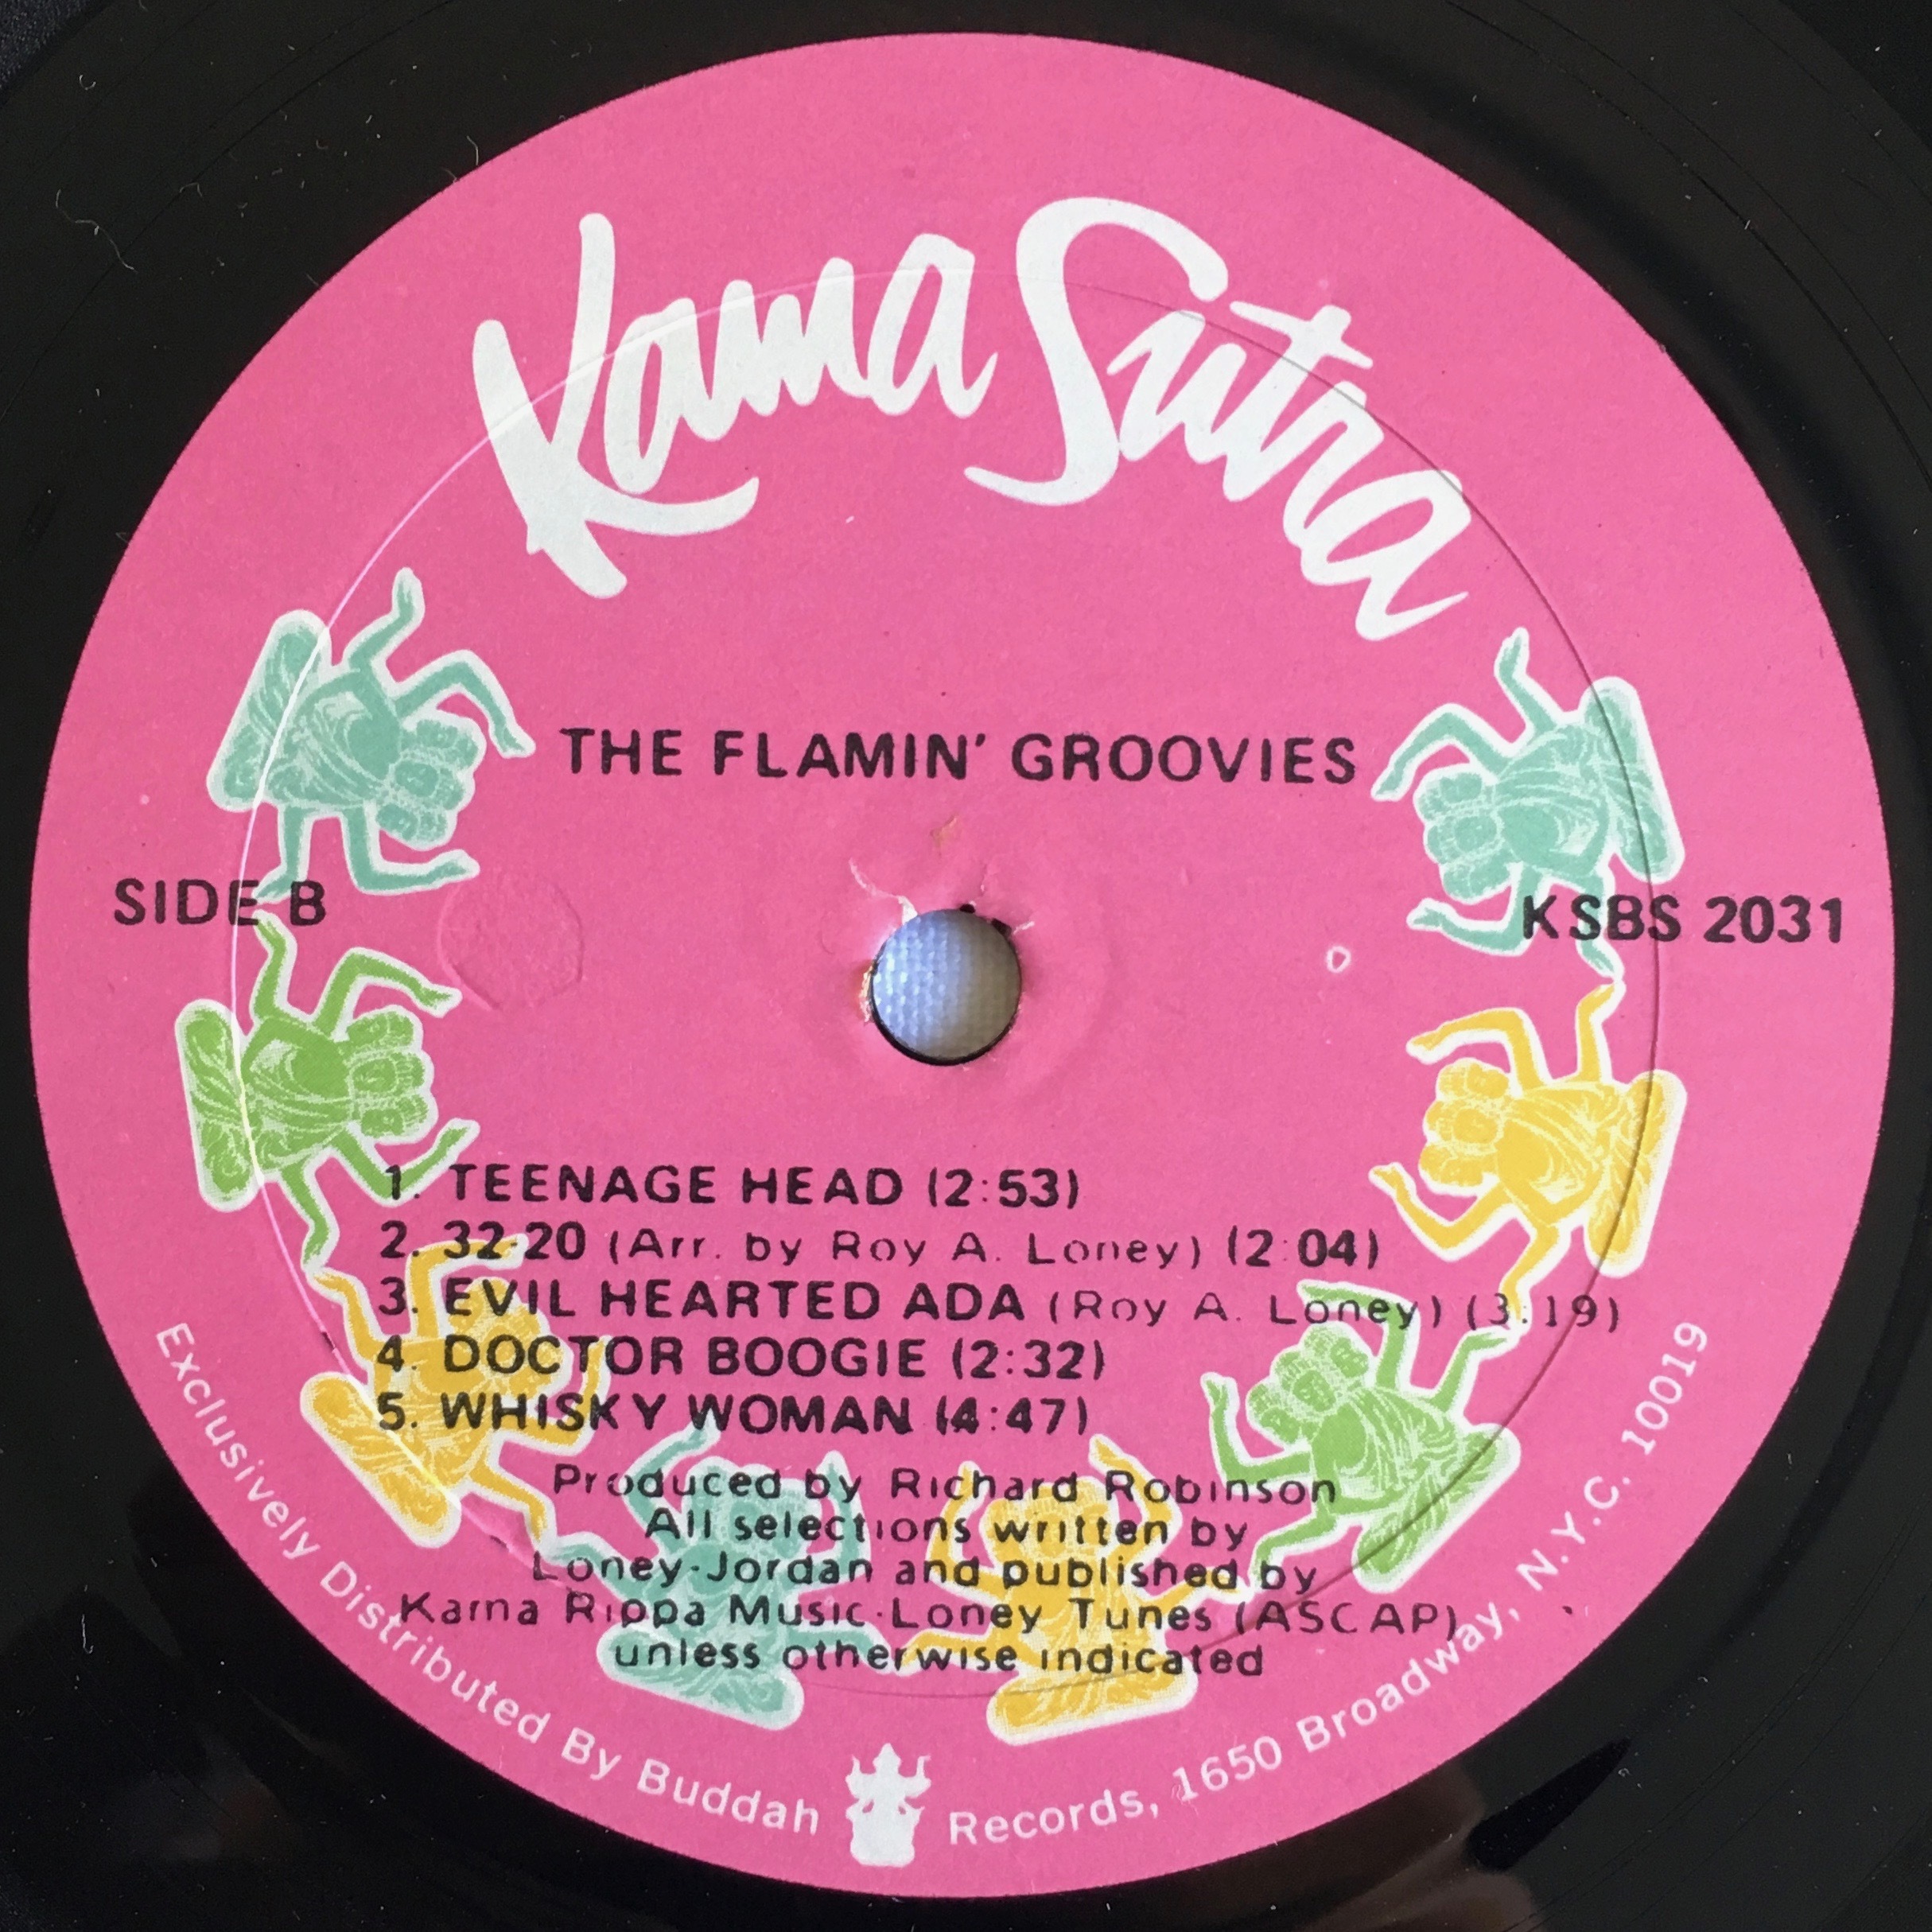 Kama Sutra
THE FLAMIN' GROOVIES
SIDE B
KSBS 2031
1. TEENAGE HEAD (2:53)
2. 32-20 (Arr. by Roy A. Loney) (2:04)
3. EVIL HEARTED ADA (Roy A. Loney) (3:19)
4. DOCTOR BOOGIE (2:32)
5. WHISKY WOMAN (4:47)
Produced by Richard Robinson
All selections written by
Loney-Jordan and published by
Kama Rippa Music-Loney Tunes (ASCAP)
unless otherwise indicated
Exclusively Distributed By Buddah Records, 1650 Broadway, N.Y.C. 10019